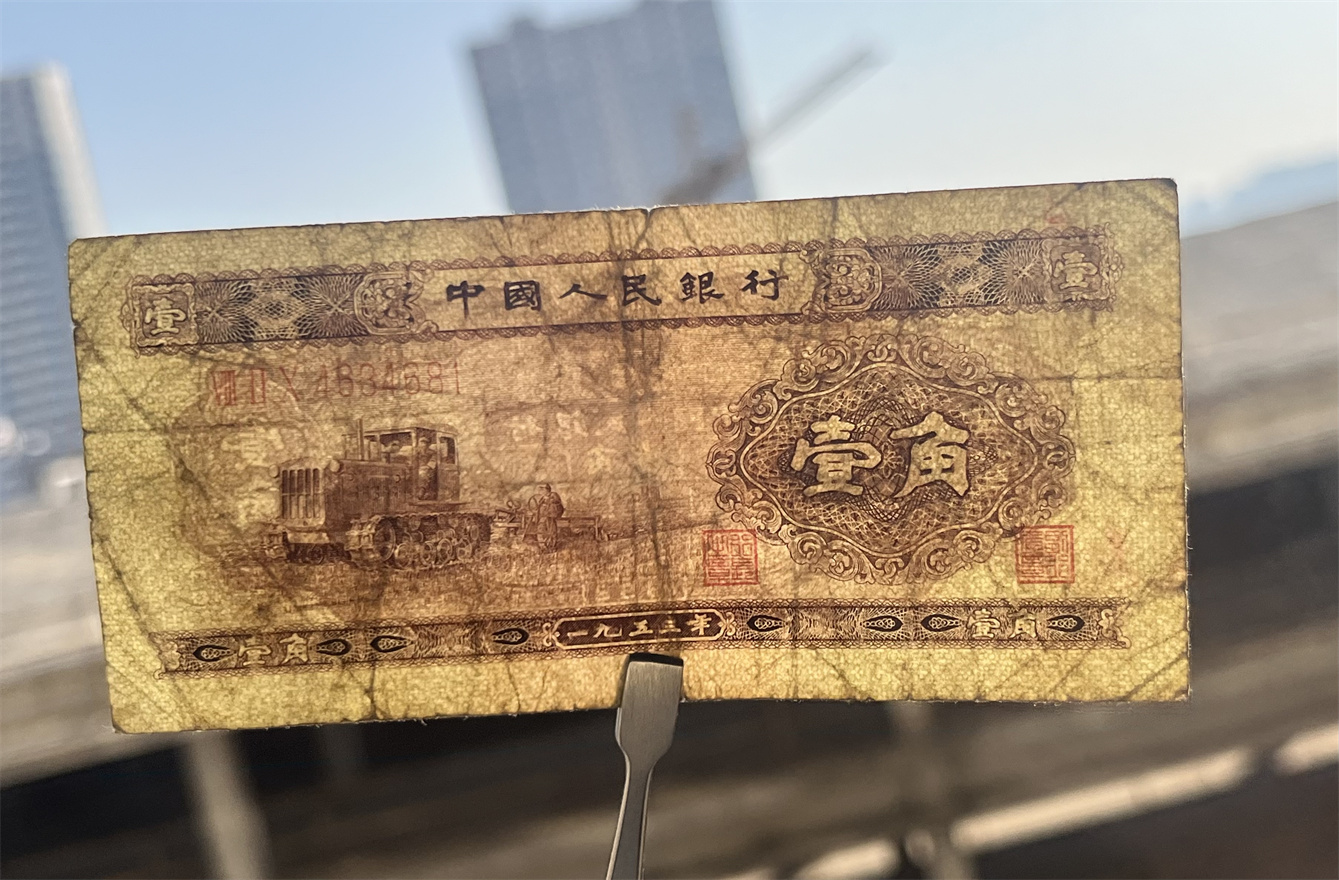 壹 中國人民銀行 壹
VIII II X 4634681
壹角
壹角 一九五三年 壹角